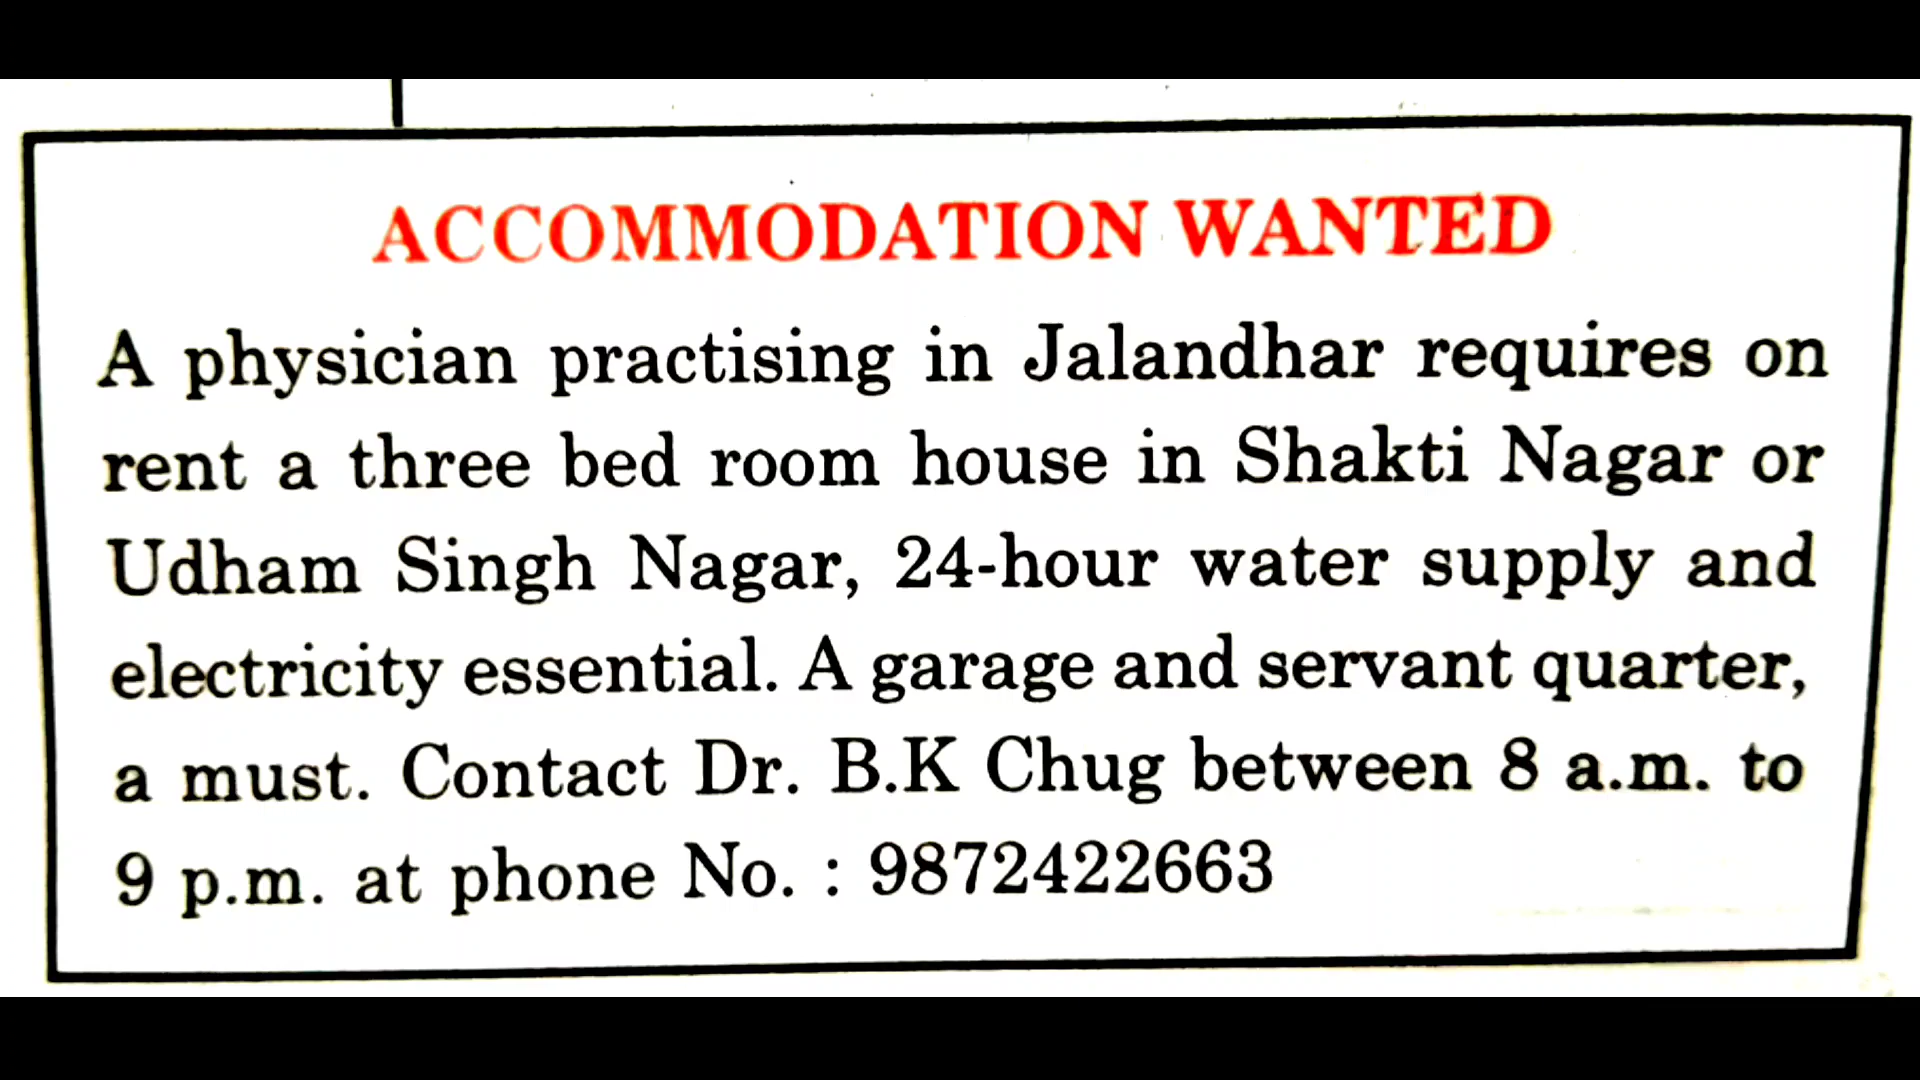 ACCOMMODATION WANTED
A physician practising in Jalandhar requires on
rent a three bed room house in Shakti Nagar or
Udham Singh Nagar, 24-hour water supply and
electricity essential. A garage and servant quarter,
a must. Contact Dr. B.K Chug between 8 a.m. to
9 p.m. at phone No. : 9872422663